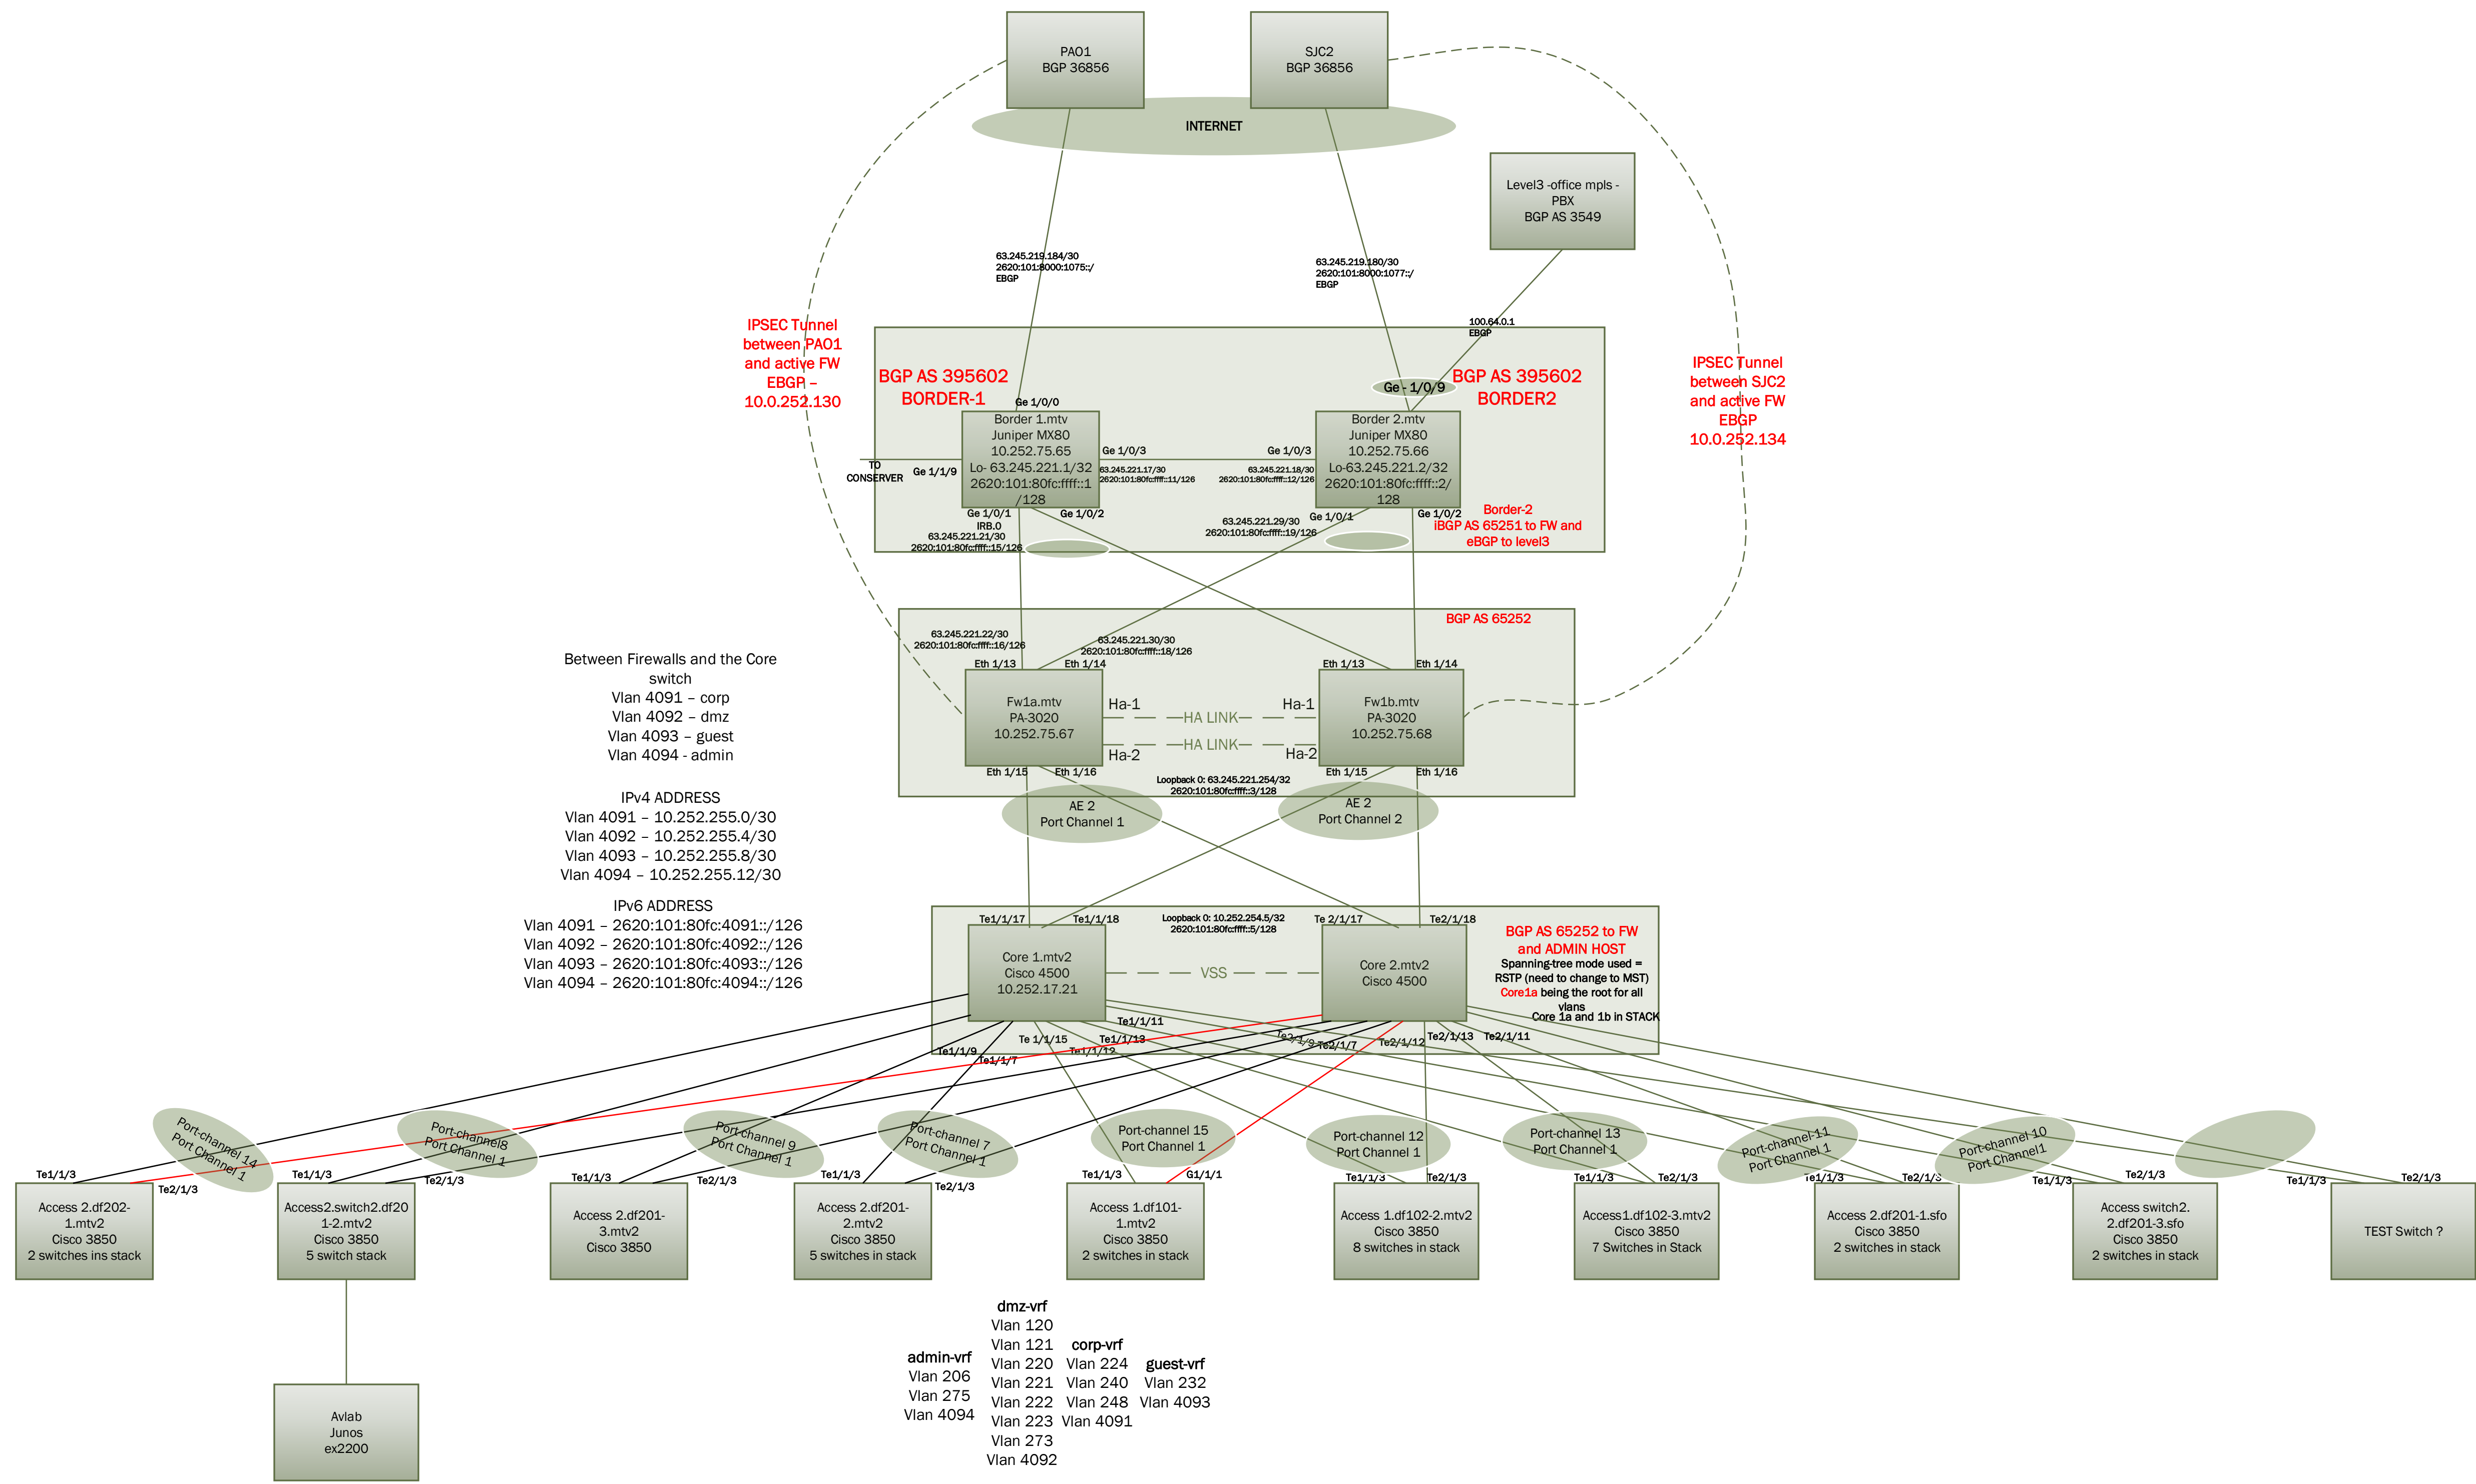 PAO1
BGP 36856
SJC2
BGP 36856
INTERNET
Level3 -office mpls -
PBX
BGP AS 3549
63.245.219.184/30
2620:101:8000:1075::/
EBGP
63.245.219.180/30
2620:101:8000:1077::/
EBGP
100.64.0.1
EBGP
IPSEC Tunnel
between PAO1
and active FW
EBGP –
10.0.252.130
IPSEC Tunnel
between SJC2
and active FW
EBGP
10.0.252.134
BGP AS 395602
BORDER-1
Ge 1/0/0
Ge - 1/0/9
BGP AS 395602
BORDER2
Border 1.mtv
Juniper MX80
10.252.75.65
Lo- 63.245.221.1/32
2620:101:80fc:ffff::1
/128
Border 2.mtv
Juniper MX80
10.252.75.66
Lo-63.245.221.2/32
2620:101:80fc:ffff::2/
128
TO
CONSERVER
Ge 1/1/9
Ge 1/0/3
63.245.221.17/30
2620:101:80fc:ffff::11/126
Ge 1/0/3
63.245.221.18/30
2620:101:80fc:ffff::12/126
Ge 1/0/1
IRB.0
63.245.221.21/30
2620:101:80fc:ffff::15/126
Ge 1/0/2
63.245.221.29/30
2620:101:80fc:ffff::19/126
Ge 1/0/1
Ge 1/0/2
Border-2
iBGP AS 65251 to FW and
eBGP to level3
BGP AS 65252
63.245.221.22/30
2620:101:80fc:ffff::16/126
63.245.221.30/30
2620:101:80fc:ffff::18/126
Eth 1/13
Eth 1/14
Eth 1/13
Eth 1/14
Fw1a.mtv
PA-3020
10.252.75.67
Ha-1
HA LINK
Ha-1
Ha-2
HA LINK
Ha-2
Fw1b.mtv
PA-3020
10.252.75.68
Eth 1/15
Eth 1/16
Loopback 0: 63.245.221.254/32
2620:101:80fc:ffff::3/128
Eth 1/15
Eth 1/16
AE 2
Port Channel 1
AE 2
Port Channel 2
Between Firewalls and the Core
switch
Vlan 4091 – corp
Vlan 4092 – dmz
Vlan 4093 – guest
Vlan 4094 - admin
IPv4 ADDRESS
Vlan 4091 – 10.252.255.0/30
Vlan 4092 – 10.252.255.4/30
Vlan 4093 – 10.252.255.8/30
Vlan 4094 – 10.252.255.12/30
IPv6 ADDRESS
Vlan 4091 – 2620:101:80fc:4091::/126
Vlan 4092 – 2620:101:80fc:4092::/126
Vlan 4093 – 2620:101:80fc:4093::/126
Vlan 4094 – 2620:101:80fc:4094::/126
Te1/1/17
Te1/1/18
Loopback 0: 10.252.254.5/32
2620:101:80fc:ffff::5/128
Te 2/1/17
Te2/1/18
Core 1.mtv2
Cisco 4500
10.252.17.21
VSS
Core 2.mtv2
Cisco 4500
BGP AS 65252 to FW
and ADMIN HOST
Spanning-tree mode used =
RSTP (need to change to MST)
Core1a being the root for all
vlans
Core 1a and 1b in STACK
Te1/1/9
Te1/1/7
Te 1/1/15
Te1/1/12
Te1/1/13
Te1/1/11
Te2/1/9
Te2/1/7
Te2/1/12
Te2/1/13
Te2/1/11
Port-channel 14
Port Channel 1
Port-channel8
Port Channel 1
Port-channel 9
Port Channel 1
Port-channel 7
Port Channel 1
Port-channel 15
Port Channel 1
Port-channel 12
Port Channel 1
Port-channel 13
Port Channel 1
Port-channel-11
Port Channel 1
Port-channel 10
Port Channel1
Te1/1/3
Te2/1/3
Te1/1/3
Te2/1/3
Te1/1/3
Te2/1/3
Te1/1/3
Te2/1/3
Te1/1/3
G1/1/1
Te1/1/3
Te2/1/3
Te1/1/3
Te2/1/3
Te1/1/3
Te2/1/3
Te1/1/3
Te2/1/3
Te1/1/3
Te2/1/3
Access 2.df202-
1.mtv2
Cisco 3850
2 switches ins stack
Access2.switch2.df20
1-2.mtv2
Cisco 3850
5 switch stack
Access 2.df201-
3.mtv2
Cisco 3850
Access 2.df201-
2.mtv2
Cisco 3850
5 switches in stack
Access 1.df101-
1.mtv2
Cisco 3850
2 switches in stack
Access 1.df102-2.mtv2
Cisco 3850
8 switches in stack
Access1.df102-3.mtv2
Cisco 3850
7 Switches in Stack
Access 2.df201-1.sfo
Cisco 3850
2 switches in stack
Access switch2.
2.df201-3.sfo
Cisco 3850
2 switches in stack
TEST Switch ?
Avlab
Junos
ex2200
admin-vrf
Vlan 206
Vlan 275
Vlan 4094
dmz-vrf
Vlan 120
Vlan 121
Vlan 220
Vlan 221
Vlan 222
Vlan 223
Vlan 273
Vlan 4092
corp-vrf
Vlan 224
Vlan 240
Vlan 248
Vlan 4091
guest-vrf
Vlan 232
Vlan 4093